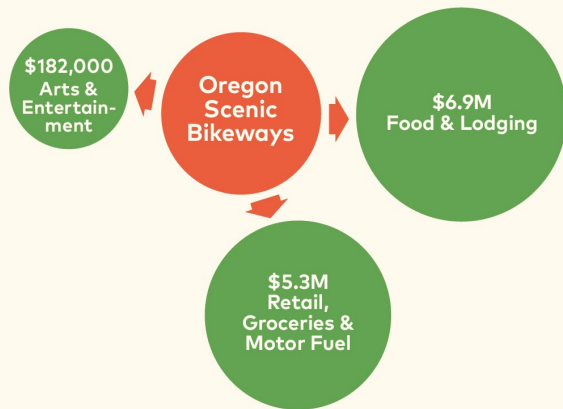 $182,000
Arts &
Entertain-
ment
Oregon
Scenic
Bikeways
$6.9M
Food & Lodging
$5.3M
Retail,
Groceries &
Motor Fuel